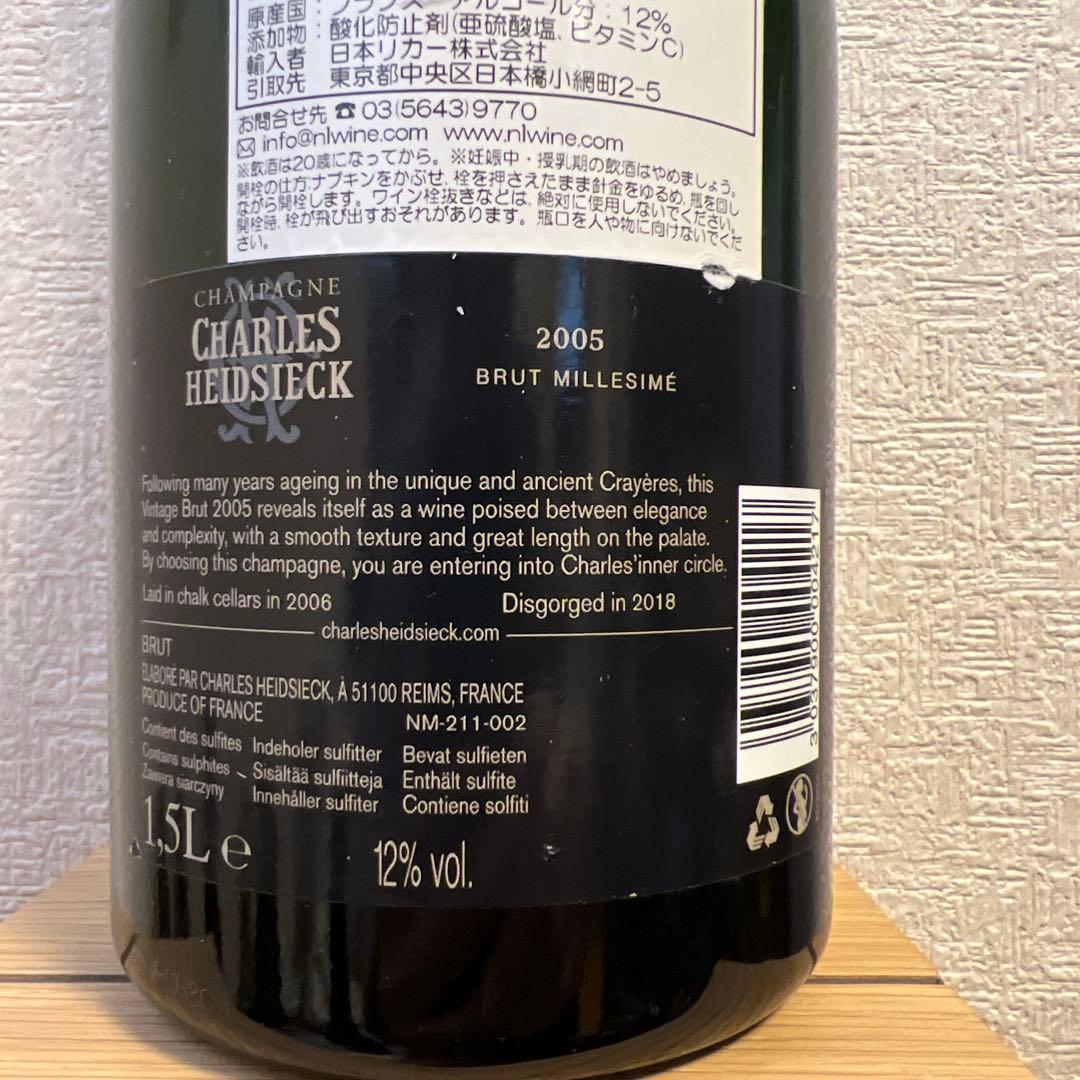 原産国：フランス アルコール分：12%
添加物：酸化防止剤(亜硫酸塩、ビタミンC)
輸入者 日本リカー株式会社
引取先 東京都中央区日本橋小網町2-5
お問合せ先 ☎03(5643)9770
✉ info@nlwine.com www.nlwine.com
※飲酒は20歳になってから。※妊娠中・授乳期の飲酒はやめましょう。
開栓の仕方:ナプキンをかぶせ、栓を押さえたまま針金をゆるめ、瓶を回し
ながら開栓します。ワイン栓抜きなどは、絶対に使用しないでください。
開栓時、栓が飛び出すおそれがあります。瓶口を人や物に向けないでくだ
さい。
CHAMPAGNE
CHARLES
HEIDSIECK
2005
BRUT MILLESIMÉ
Following many years ageing in the unique and ancient Crayères, this
Vintage Brut 2005 reveals itself as a wine poised between elegance
and complexity, with a smooth texture and great length on the palate.
By choosing this champagne, you are entering into Charles'inner circle.
Laid in chalk cellars in 2006 Disgorged in 2018
charlesheidsieck.com
BRUT
ELABORÉ PAR CHARLES HEIDSIECK, À 51100 REIMS, FRANCE
PRODUCE OF FRANCE NM-211-002
Contient des sulfites Indeholer sulfitter Bevat sulfieten
Contains sulphites - Sisältää sulfiitteja Enthält sulfite
Zawiera siarczyny Innehåller sulfiter Contiene solfiti
1,5L e
12% vol.
3 037900 004217